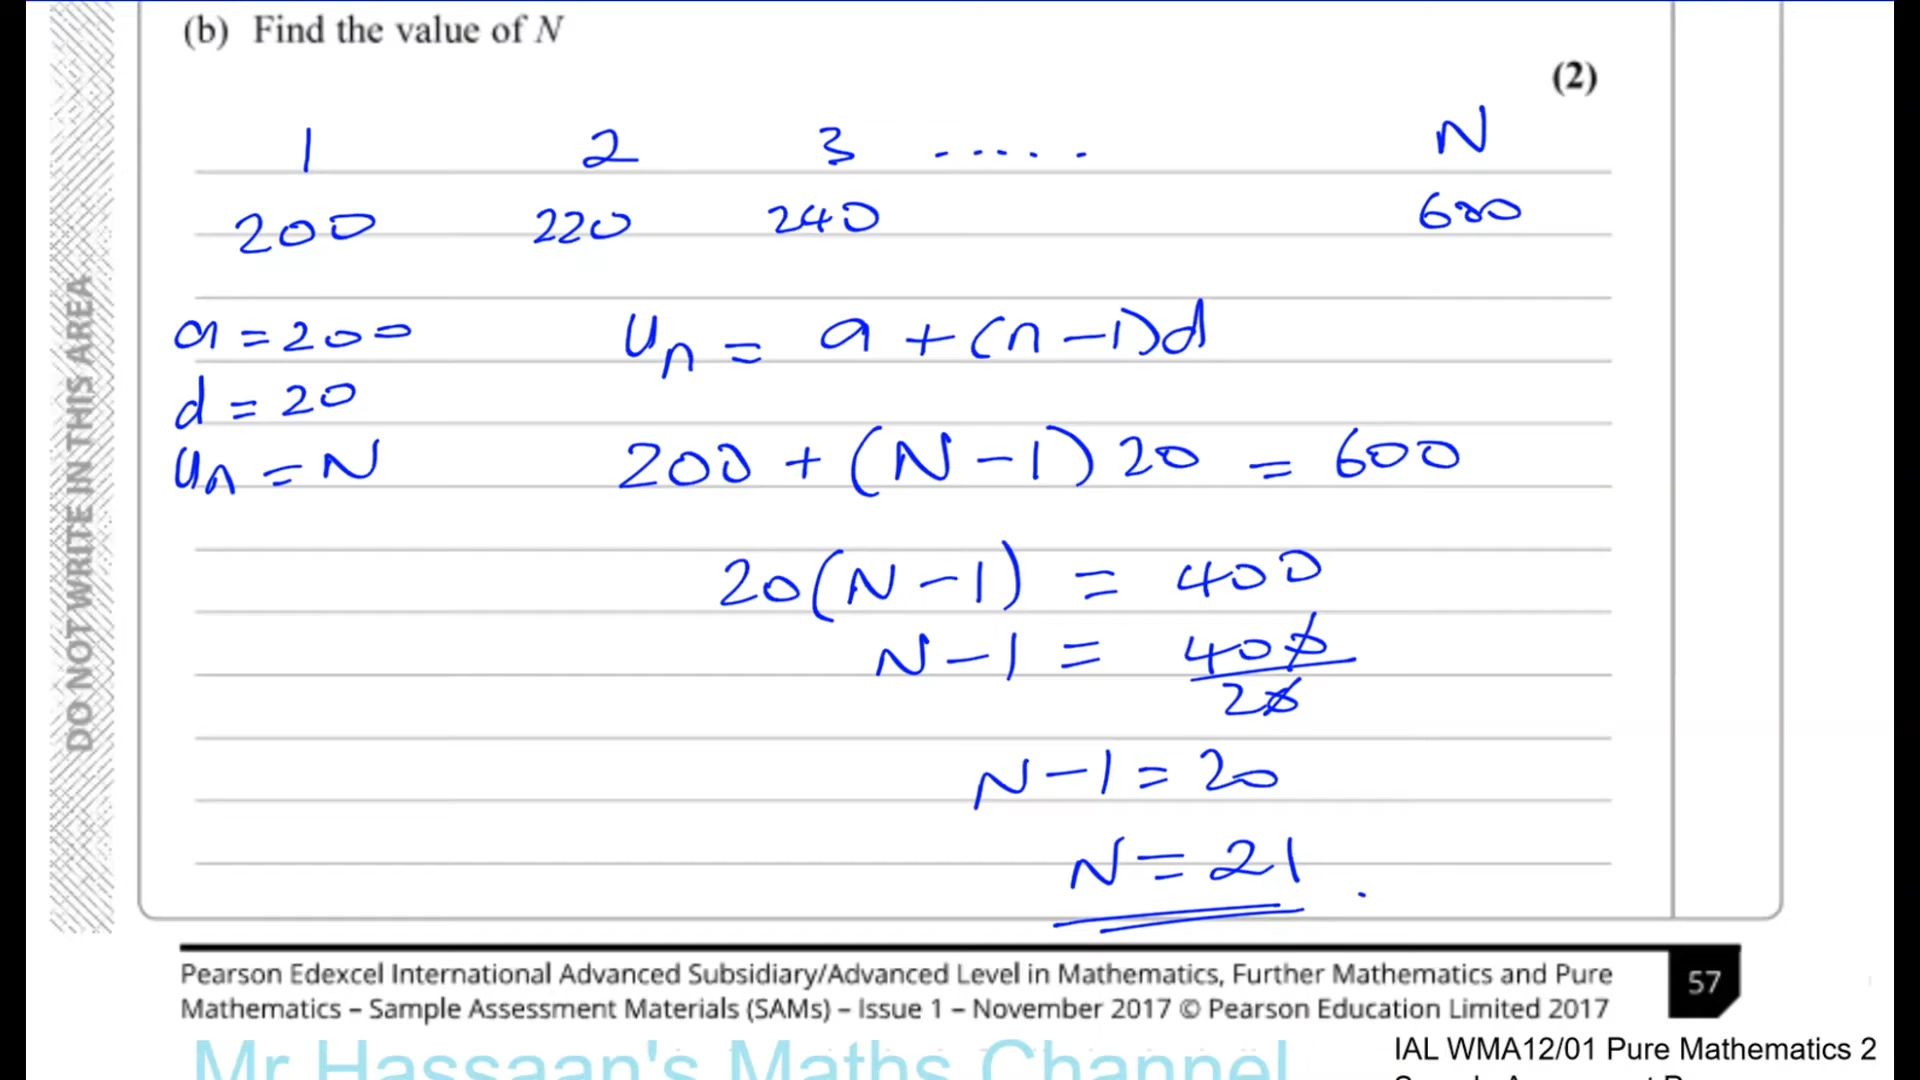 (b) Find the value of N
(2)
1 2 3 ..... N
200 220 240 600
a = 200 un = a + (n - 1)d
d = 20
un = N 200 + (N - 1) 20 = 600
20(N - 1) = 400
N - 1 = 400/20
N - 1 = 20
N = 21 .
DO NOT WRITE IN THIS AREA
Pearson Edexcel International Advanced Subsidiary/Advanced Level in Mathematics, Further Mathematics and Pure
Mathematics – Sample Assessment Materials (SAMs) – Issue 1 – November 2017 © Pearson Education Limited 2017
57
Mr Hassaan's Maths Channel
IAL WMA12/01 Pure Mathematics 2